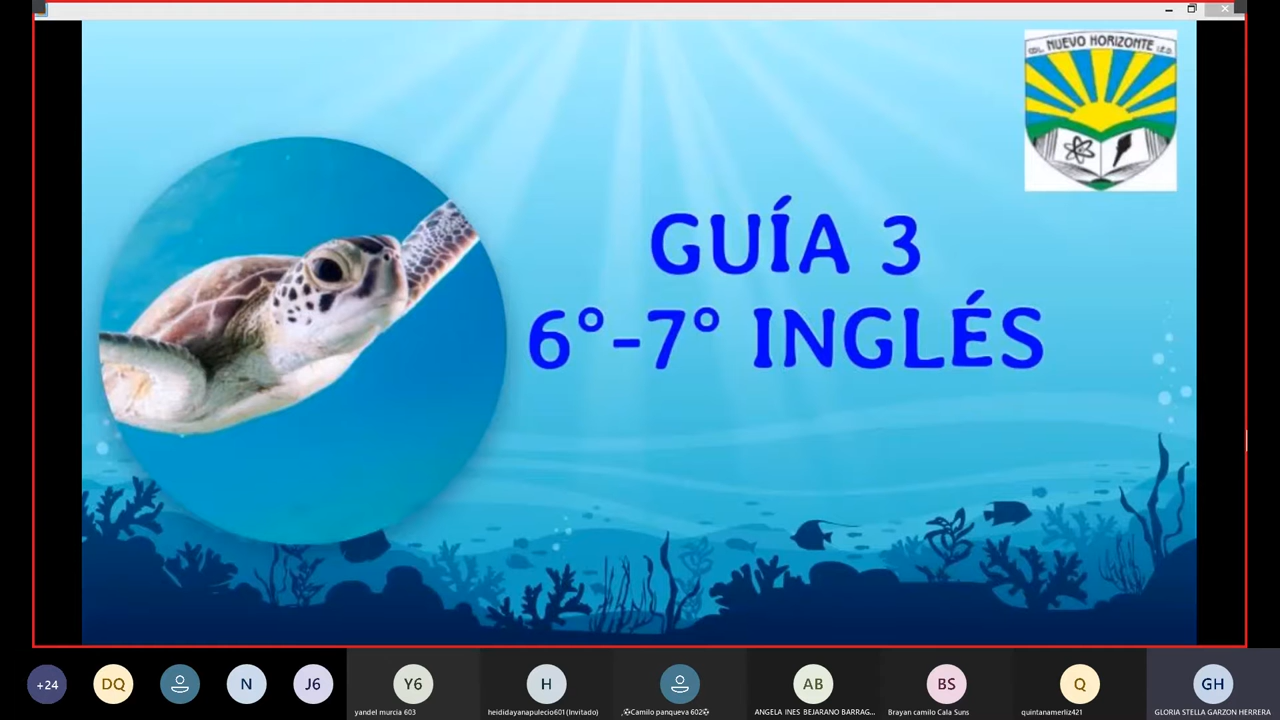 COL. NUEVO HORIZONTE I.E.D.
GUÍA 3
6°-7° INGLÉS
+24
DQ
N
J6
Y6
H
AB
BS
Q
GH
yandel murcia 603
heididayanapulecio601(Invitado)
Camilo panqueva 602
ANGELA INES BEJARANO BARRAG...
Brayan camilo Cala Suns
quintanamerliz421
GLORIA STELLA GARZON HERRERA